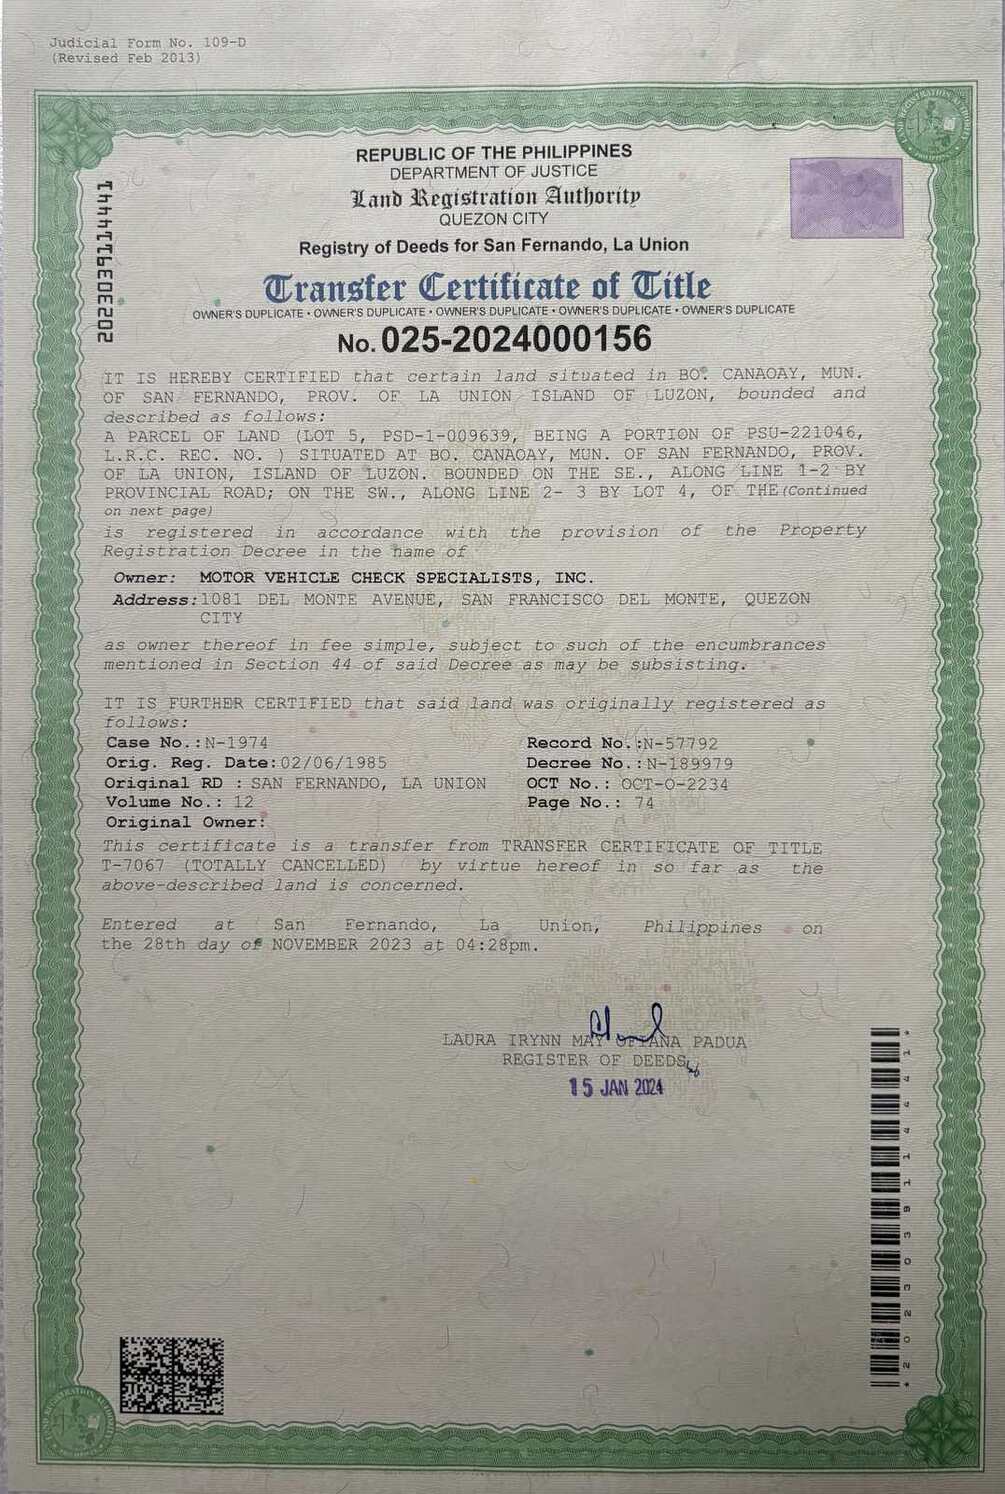 Judicial Form No. 109-D
(Revised Feb 2013)
REPUBLIC OF THE PHILIPPINES
DEPARTMENT OF JUSTICE
Land Registration Authority
QUEZON CITY
Registry of Deeds for San Fernando, La Union
Transfer Certificate of Title
OWNER'S DUPLICATE • OWNER'S DUPLICATE • OWNER'S DUPLICATE • OWNER'S DUPLICATE • OWNER'S DUPLICATE
No. 025-2024000156
2023039114441
IT IS HEREBY CERTIFIED that certain land situated in BO. CANAOAY, MUN.
OF SAN FERNANDO, PROV. OF LA UNION ISLAND OF LUZON, bounded and
described as follows:
A PARCEL OF LAND (LOT 5, PSD-1-009639, BEING A PORTION OF PSU-221046,
L.R.C. REC. NO. ) SITUATED AT BO. CANAOAY, MUN. OF SAN FERNANDO, PROV.
OF LA UNION, ISLAND OF LUZON. BOUNDED ON THE SE., ALONG LINE 1-2 BY
PROVINCIAL ROAD; ON THE SW., ALONG LINE 2- 3 BY LOT 4, OF THE(Continued
on next page)
is registered in accordance with the provision of the Property
Registration Decree in the name of
Owner: MOTOR VEHICLE CHECK SPECIALISTS, INC.
Address:1081 DEL MONTE AVENUE, SAN FRANCISCO DEL MONTE, QUEZON
CITY
as owner thereof in fee simple, subject to such of the encumbrances
mentioned in Section 44 of said Decree as may be subsisting.
IT IS FURTHER CERTIFIED that said land was originally registered as
follows:
Case No.:N-1974 Record No.:N-57792
Orig. Reg. Date:02/06/1985 Decree No.:N-189979
Original RD : SAN FERNANDO, LA UNION OCT No.: OCT-O-2234
Volume No.: 12 Page No.: 74
Original Owner:
This certificate is a transfer from TRANSFER CERTIFICATE OF TITLE
T-7067 (TOTALLY CANCELLED) by virtue hereof in so far as the
above-described land is concerned.
Entered at San Fernando, La Union, Philippines on
the 28th day of NOVEMBER 2023 at 04:28pm.
LAURA IRYNN MAY OFIANA PADUA
REGISTER OF DEEDS
15 JAN 2024
*2023039114441*